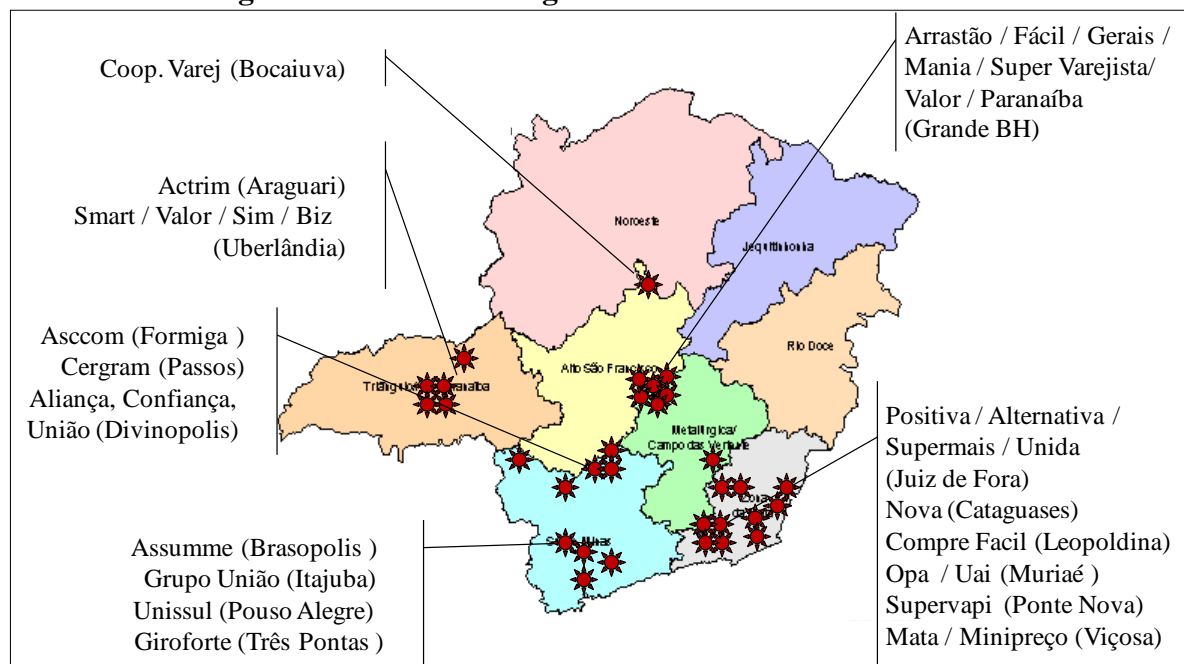 Coop. Varej (Bocaiuva)
Arrastão / Fácil / Gerais /
Mania / Super Varejista/
Valor / Paranaíba
(Grande BH)
Actrim (Araguari)
Smart / Valor / Sim / Biz
(Uberlândia)
Noroeste
Jequitinhonha
Asccom (Formiga )
Cergram (Passos)
Aliança, Confiança,
União (Divinopolis)
Rio Doce
Alto São Francisco
Metalúrgica/
Campo das Vertente
Positiva / Alternativa /
Supermais / Unida
(Juiz de Fora)
Nova (Cataguases)
Compre Facil (Leopoldina)
Opa / Uai (Muriaé )
Supervapi (Ponte Nova)
Mata / Minipreço (Viçosa)
Assumme (Brasopolis )
Grupo União (Itajuba)
Unissul (Pouso Alegre)
Giroforte (Três Pontas )